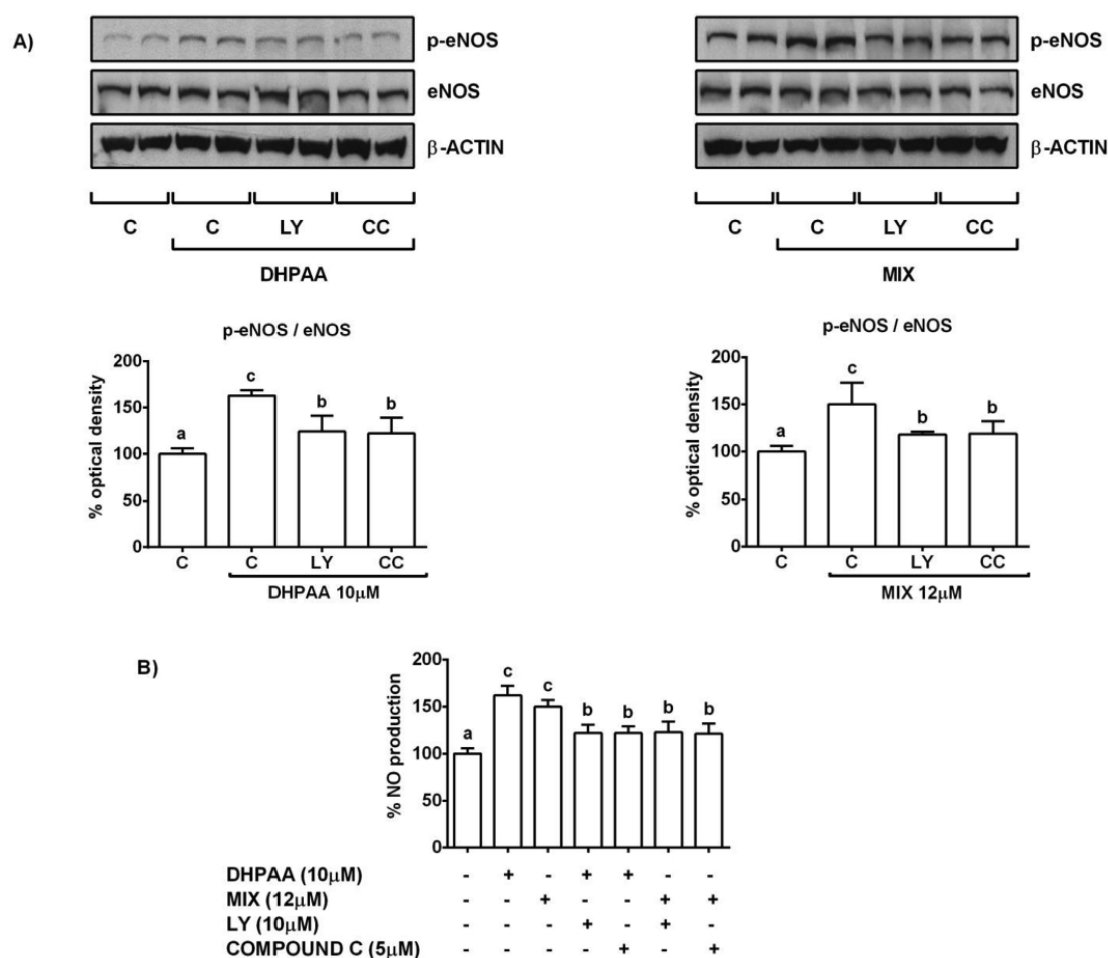 A)
p-eNOS
eNOS
β-ACTIN
C C LY CC
DHPAA
p-eNOS
eNOS
β-ACTIN
C C LY CC
MIX
p-eNOS / eNOS
% optical density
200
150
100
50
0
a c b b
C C LY CC
DHPAA 10μM
p-eNOS / eNOS
% optical density
200
150
100
50
0
a c b b
C C LY CC
MIX 12μM
B)
% NO production
200
150
100
50
0
a c c b b b b
DHPAA (10μM) - + - + + - -
MIX (12μM) - - + - - + +
LY (10μM) - - - + - + -
COMPOUND C (5μM) - - - - + - +